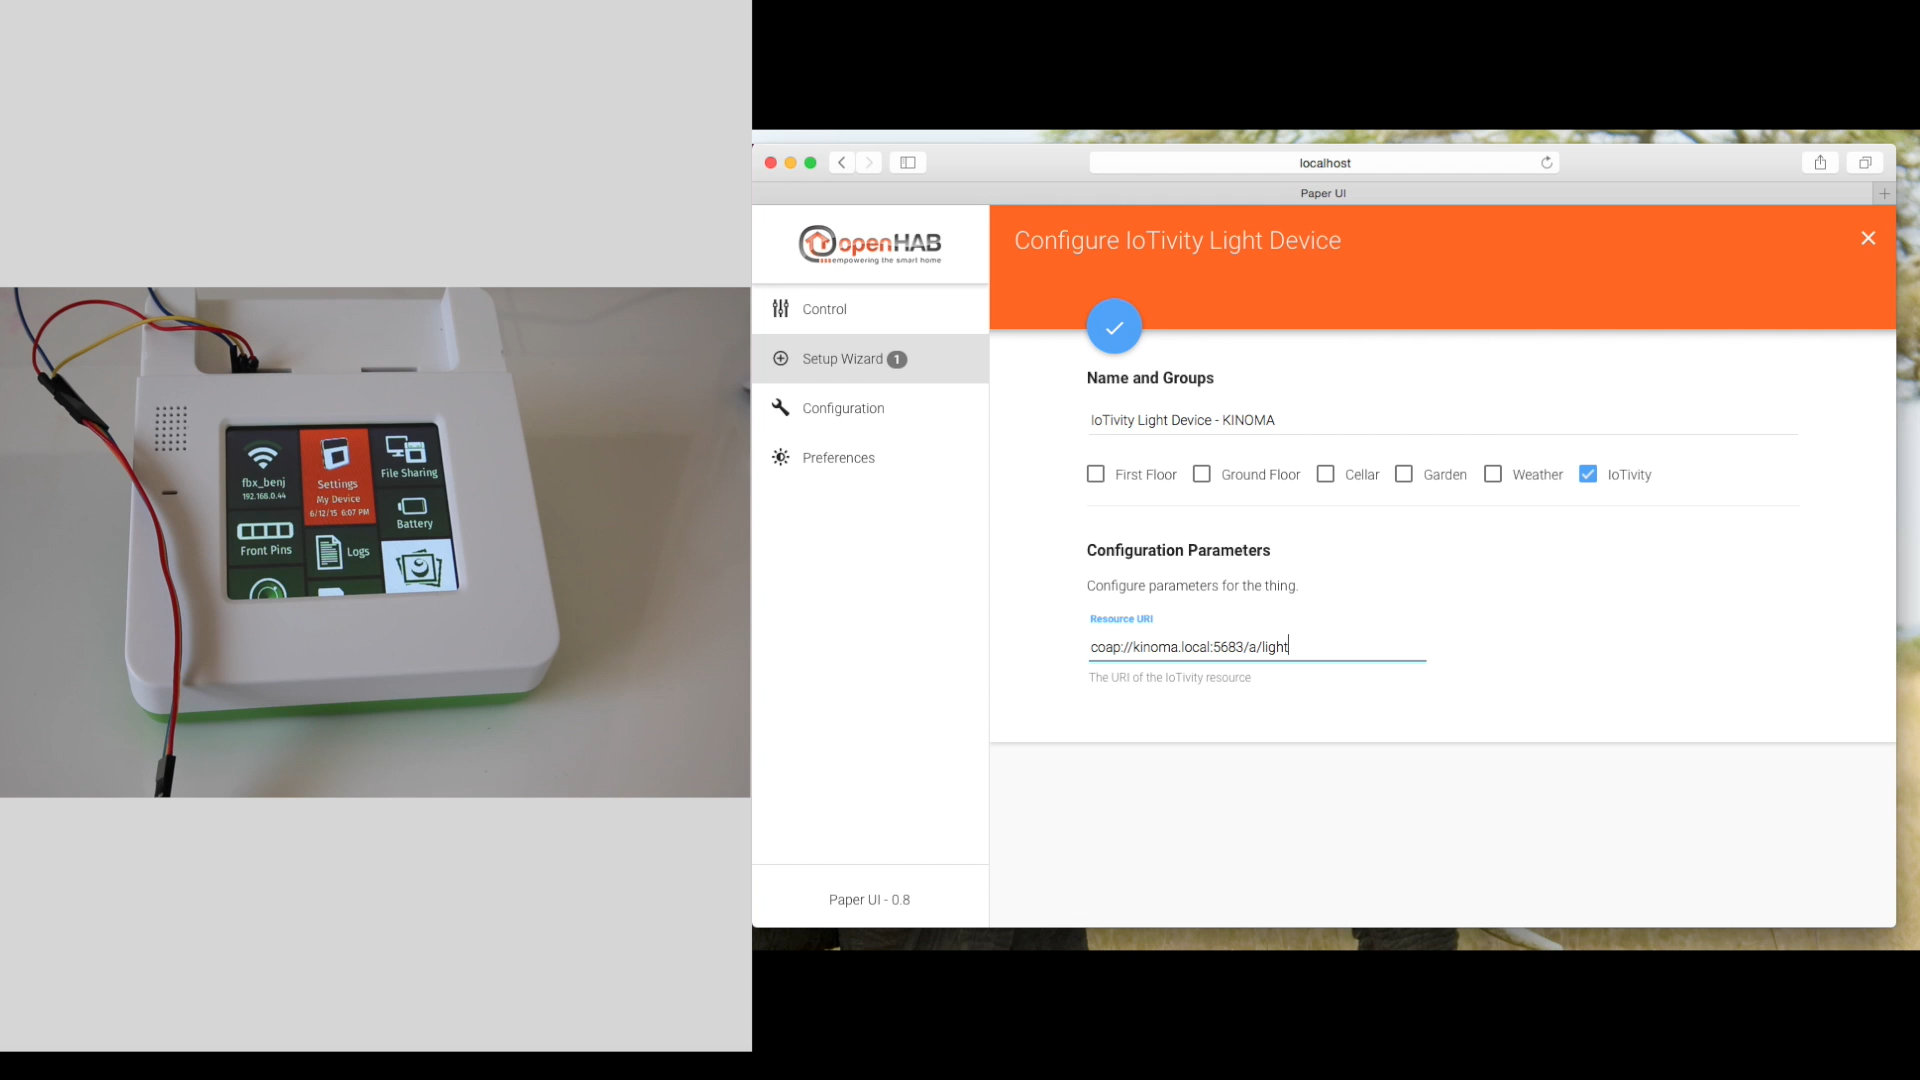 fbx_benj
192.168.0.44
Settings
My Device
6/12/15 6:07 PM
File Sharing
Battery
Front Pins
Logs
localhost
Paper UI
openHAB
empowering the smart home
Control
Setup Wizard 1
Configuration
Preferences
Paper UI - 0.8
Configure IoTivity Light Device
Name and Groups
IoTivity Light Device - KINOMA
First Floor Ground Floor Cellar Garden Weather IoTivity
Configuration Parameters
Configure parameters for the thing.
Resource URI
coap://kinoma.local:5683/a/light
The URI of the IoTivity resource